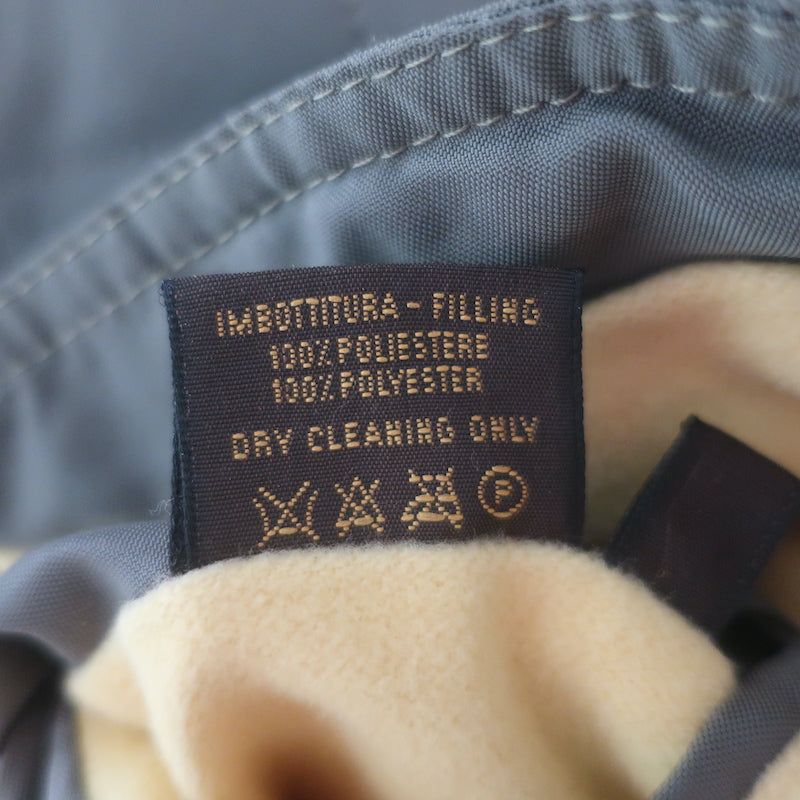 IMBOTTITURA - FILLING
100% POLIESTERE
100% POLYESTER
DRY CLEANING ONLY
P